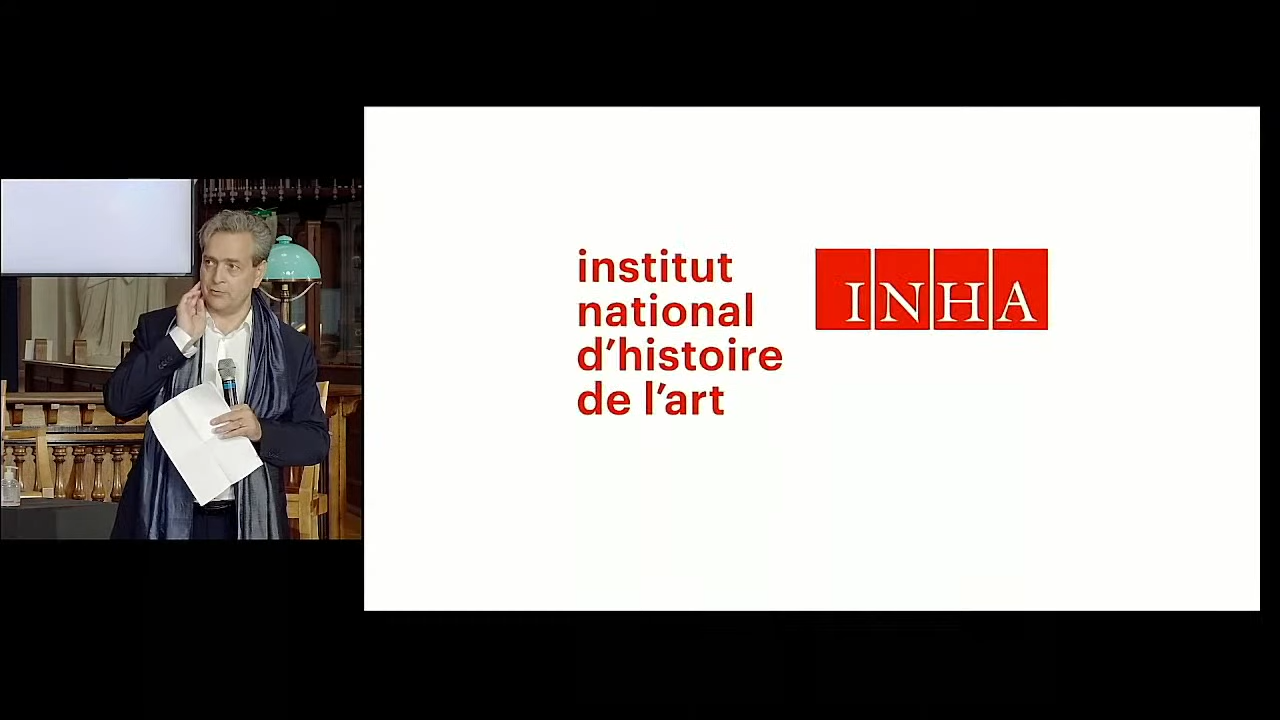 institut
national
d’histoire
de l’art
INHA